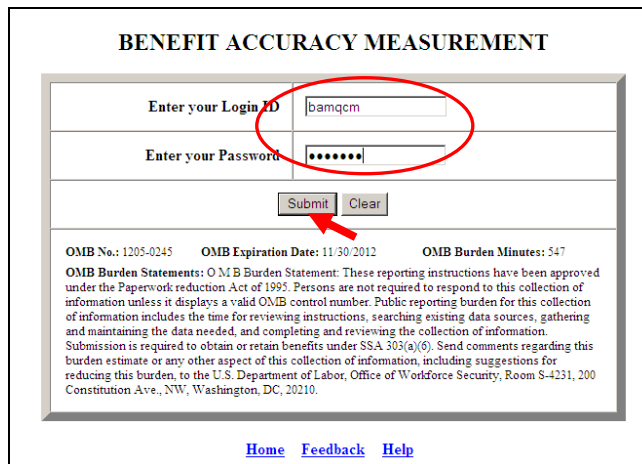 BENEFIT ACCURACY MEASUREMENT
Enter your Login ID bamqcm
Enter your Password •••••••
Submit Clear
OMB No.: 1205-0245 OMB Expiration Date: 11/30/2012 OMB Burden Minutes: 547
OMB Burden Statements: O M B Burden Statement: These reporting instructions have been approved
under the Paperwork reduction Act of 1995. Persons are not required to respond to this collection of
information unless it displays a valid OMB control number. Public reporting burden for this collection
of information includes the time for reviewing instructions, searching existing data sources, gathering
and maintaining the data needed, and completing and reviewing the collection of information.
Submission is required to obtain or retain benefits under SSA 303(a)(6). Send comments regarding this
burden estimate or any other aspect of this collection of information, including suggestions for
reducing this burden, to the U.S. Department of Labor, Office of Workforce Security, Room S-4231, 200
Constitution Ave., NW, Washington, DC, 20210.
Home Feedback Help